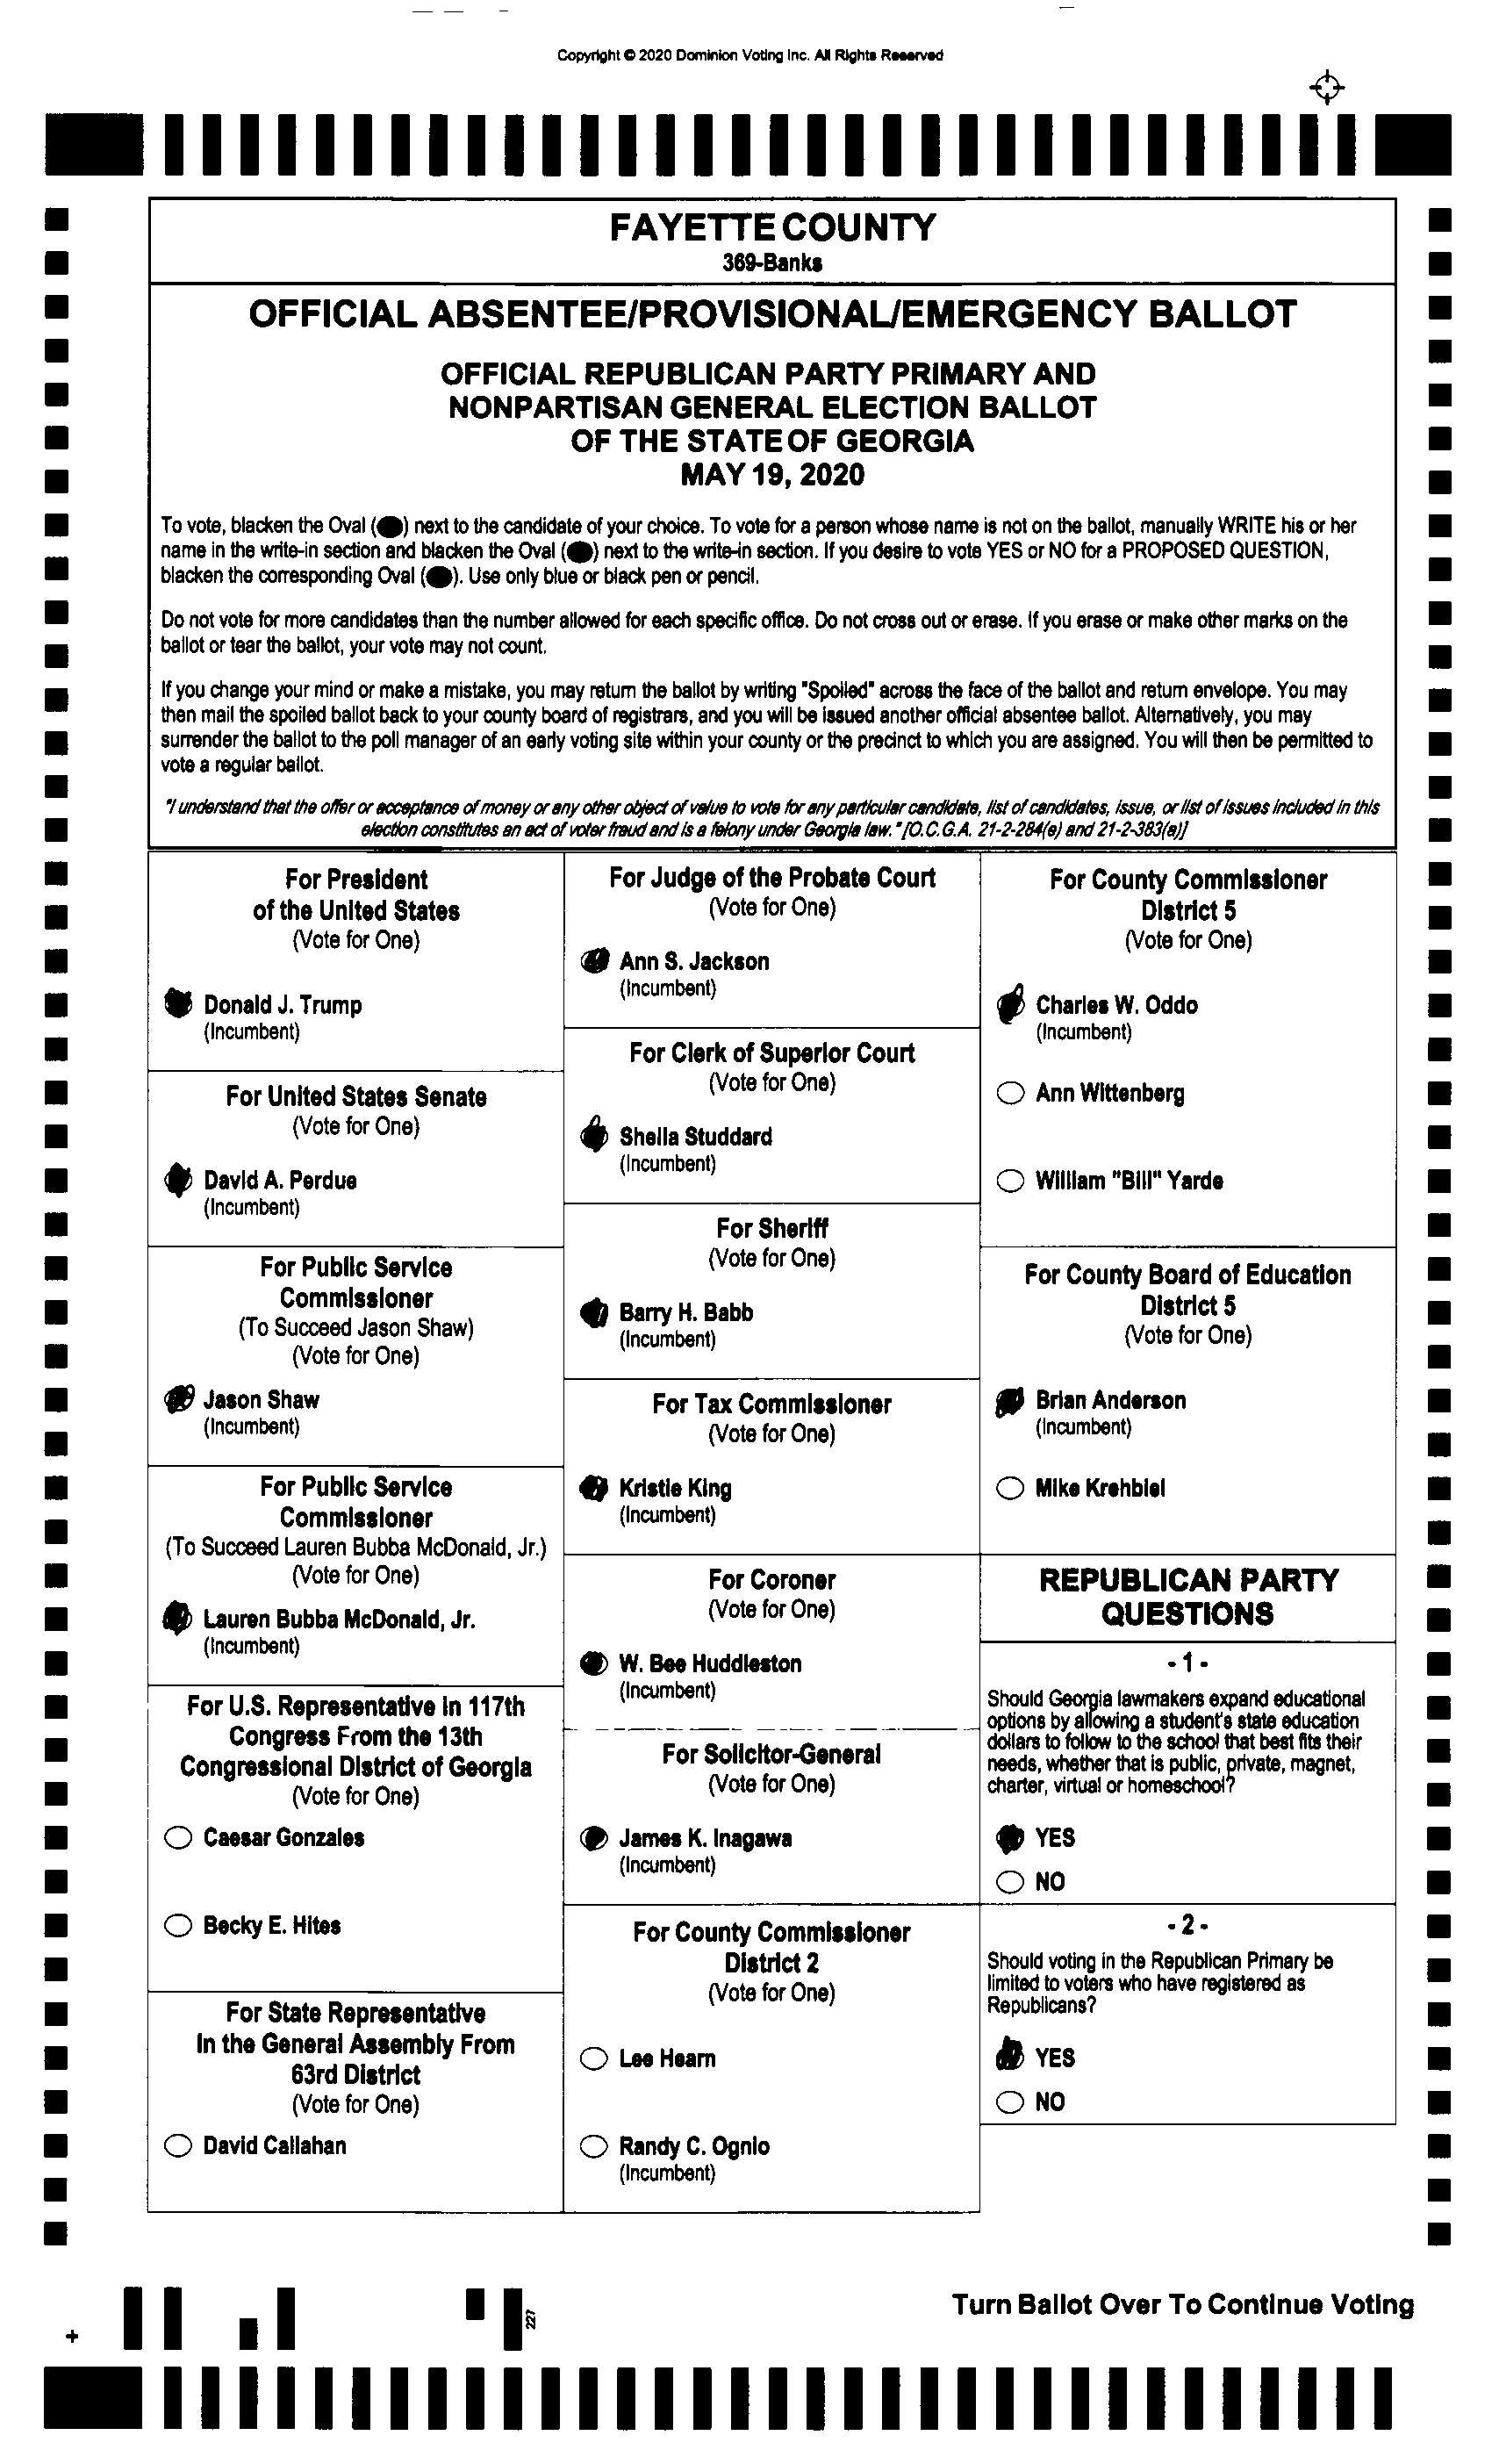 Copyright © 2020 Dominion Voting Inc. All Rights Reserved
FAYETTE COUNTY
369-Banks
OFFICIAL ABSENTEE/PROVISIONAL/EMERGENCY BALLOT
OFFICIAL REPUBLICAN PARTY PRIMARY AND
NONPARTISAN GENERAL ELECTION BALLOT
OF THE STATE OF GEORGIA
MAY 19, 2020
To vote, blacken the Oval ( ) next to the candidate of your choice. To vote for a person whose name is not on the ballot, manually WRITE his or her
name in the write-in section and blacken the Oval ( ) next to the write-in section. If you desire to vote YES or NO for a PROPOSED QUESTION,
blacken the corresponding Oval ( ). Use only blue or black pen or pencil.
Do not vote for more candidates than the number allowed for each specific office. Do not cross out or erase. If you erase or make other marks on the
ballot or tear the ballot, your vote may not count.
If you change your mind or make a mistake, you may return the ballot by writing "Spoiled" across the face of the ballot and return envelope. You may
then mail the spoiled ballot back to your county board of registrars, and you will be issued another official absentee ballot. Alternatively, you may
surrender the ballot to the poll manager of an early voting site within your county or the precinct to which you are assigned. You will then be permitted to
vote a regular ballot.
"I understand that the offer or acceptance of money or any other object of value to vote for any particular candidate, list of candidates, issue, or list of issues included in this
election constitutes an act of voter fraud and is a felony under Georgia law." [O.C.G.A. 21-2-284(e) and 21-2-383(a)]
For President
of the United States
(Vote for One)
Donald J. Trump
(Incumbent)
For United States Senate
(Vote for One)
David A. Perdue
(Incumbent)
For Public Service
Commissioner
(To Succeed Jason Shaw)
(Vote for One)
Jason Shaw
(Incumbent)
For Public Service
Commissioner
(To Succeed Lauren Bubba McDonald, Jr.)
(Vote for One)
Lauren Bubba McDonald, Jr.
(Incumbent)
For U.S. Representative in 117th
Congress From the 13th
Congressional District of Georgia
(Vote for One)
Caesar Gonzales
Becky E. Hites
For State Representative
In the General Assembly From
63rd District
(Vote for One)
David Callahan
For Judge of the Probate Court
(Vote for One)
Ann S. Jackson
(Incumbent)
For Clerk of Superior Court
(Vote for One)
Sheila Studdard
(Incumbent)
For Sheriff
(Vote for One)
Barry H. Babb
(Incumbent)
For Tax Commissioner
(Vote for One)
Kristie King
(Incumbent)
For Coroner
(Vote for One)
W. Bee Huddleston
(Incumbent)
For Solicitor-General
(Vote for One)
James K. Inagawa
(Incumbent)
For County Commissioner
District 2
(Vote for One)
Lee Hearn
Randy C. Ognio
(Incumbent)
For County Commissioner
District 5
(Vote for One)
Charles W. Oddo
(Incumbent)
Ann Wittenberg
William "Bill" Yarde
For County Board of Education
District 5
(Vote for One)
Brian Anderson
(Incumbent)
Mike Krehbiel
REPUBLICAN PARTY
QUESTIONS
- 1 -
Should Georgia lawmakers expand educational
options by allowing a student's state education
dollars to follow to the school that best fits their
needs, whether that is public, private, magnet,
charter, virtual or homeschool?
YES
NO
- 2 -
Should voting in the Republican Primary be
limited to voters who have registered as
Republicans?
YES
NO
Turn Ballot Over To Continue Voting
227